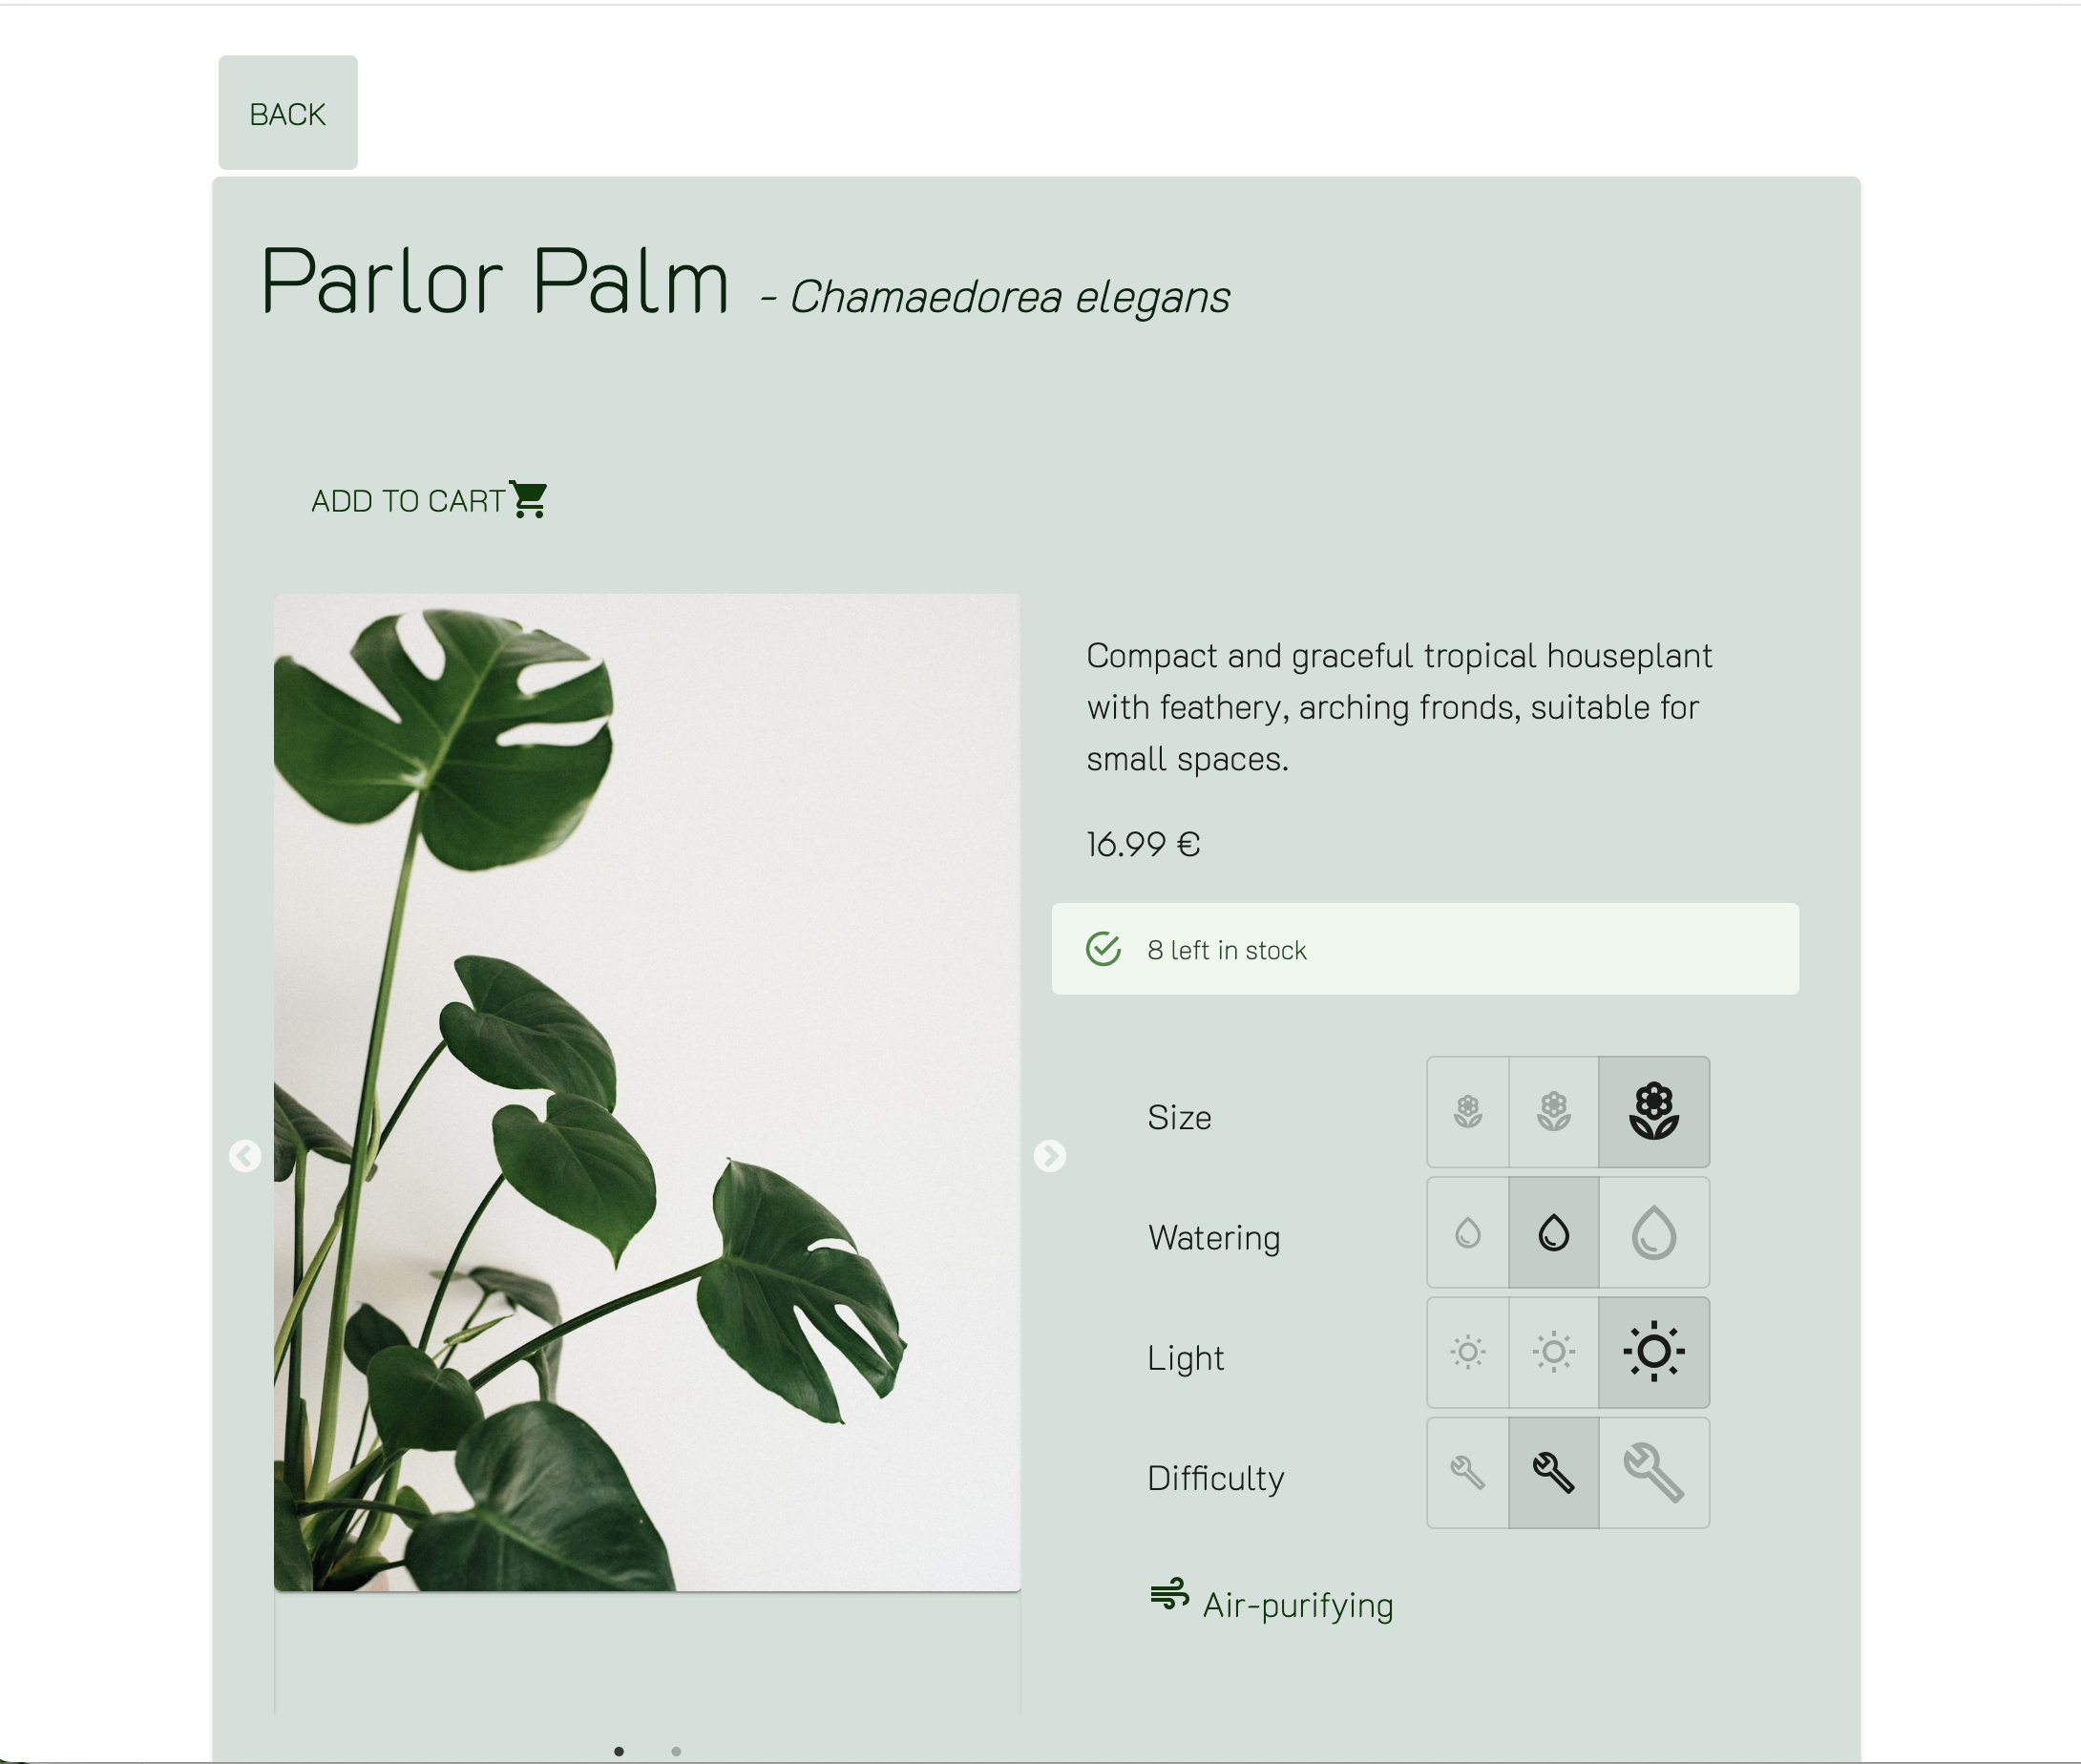 BACK
Parlor Palm - Chamaedorea elegans
ADD TO CART
Compact and graceful tropical houseplant
with feathery, arching fronds, suitable for
small spaces.
16.99 €
8 left in stock
Size
Watering
Light
Difficulty
Air-purifying